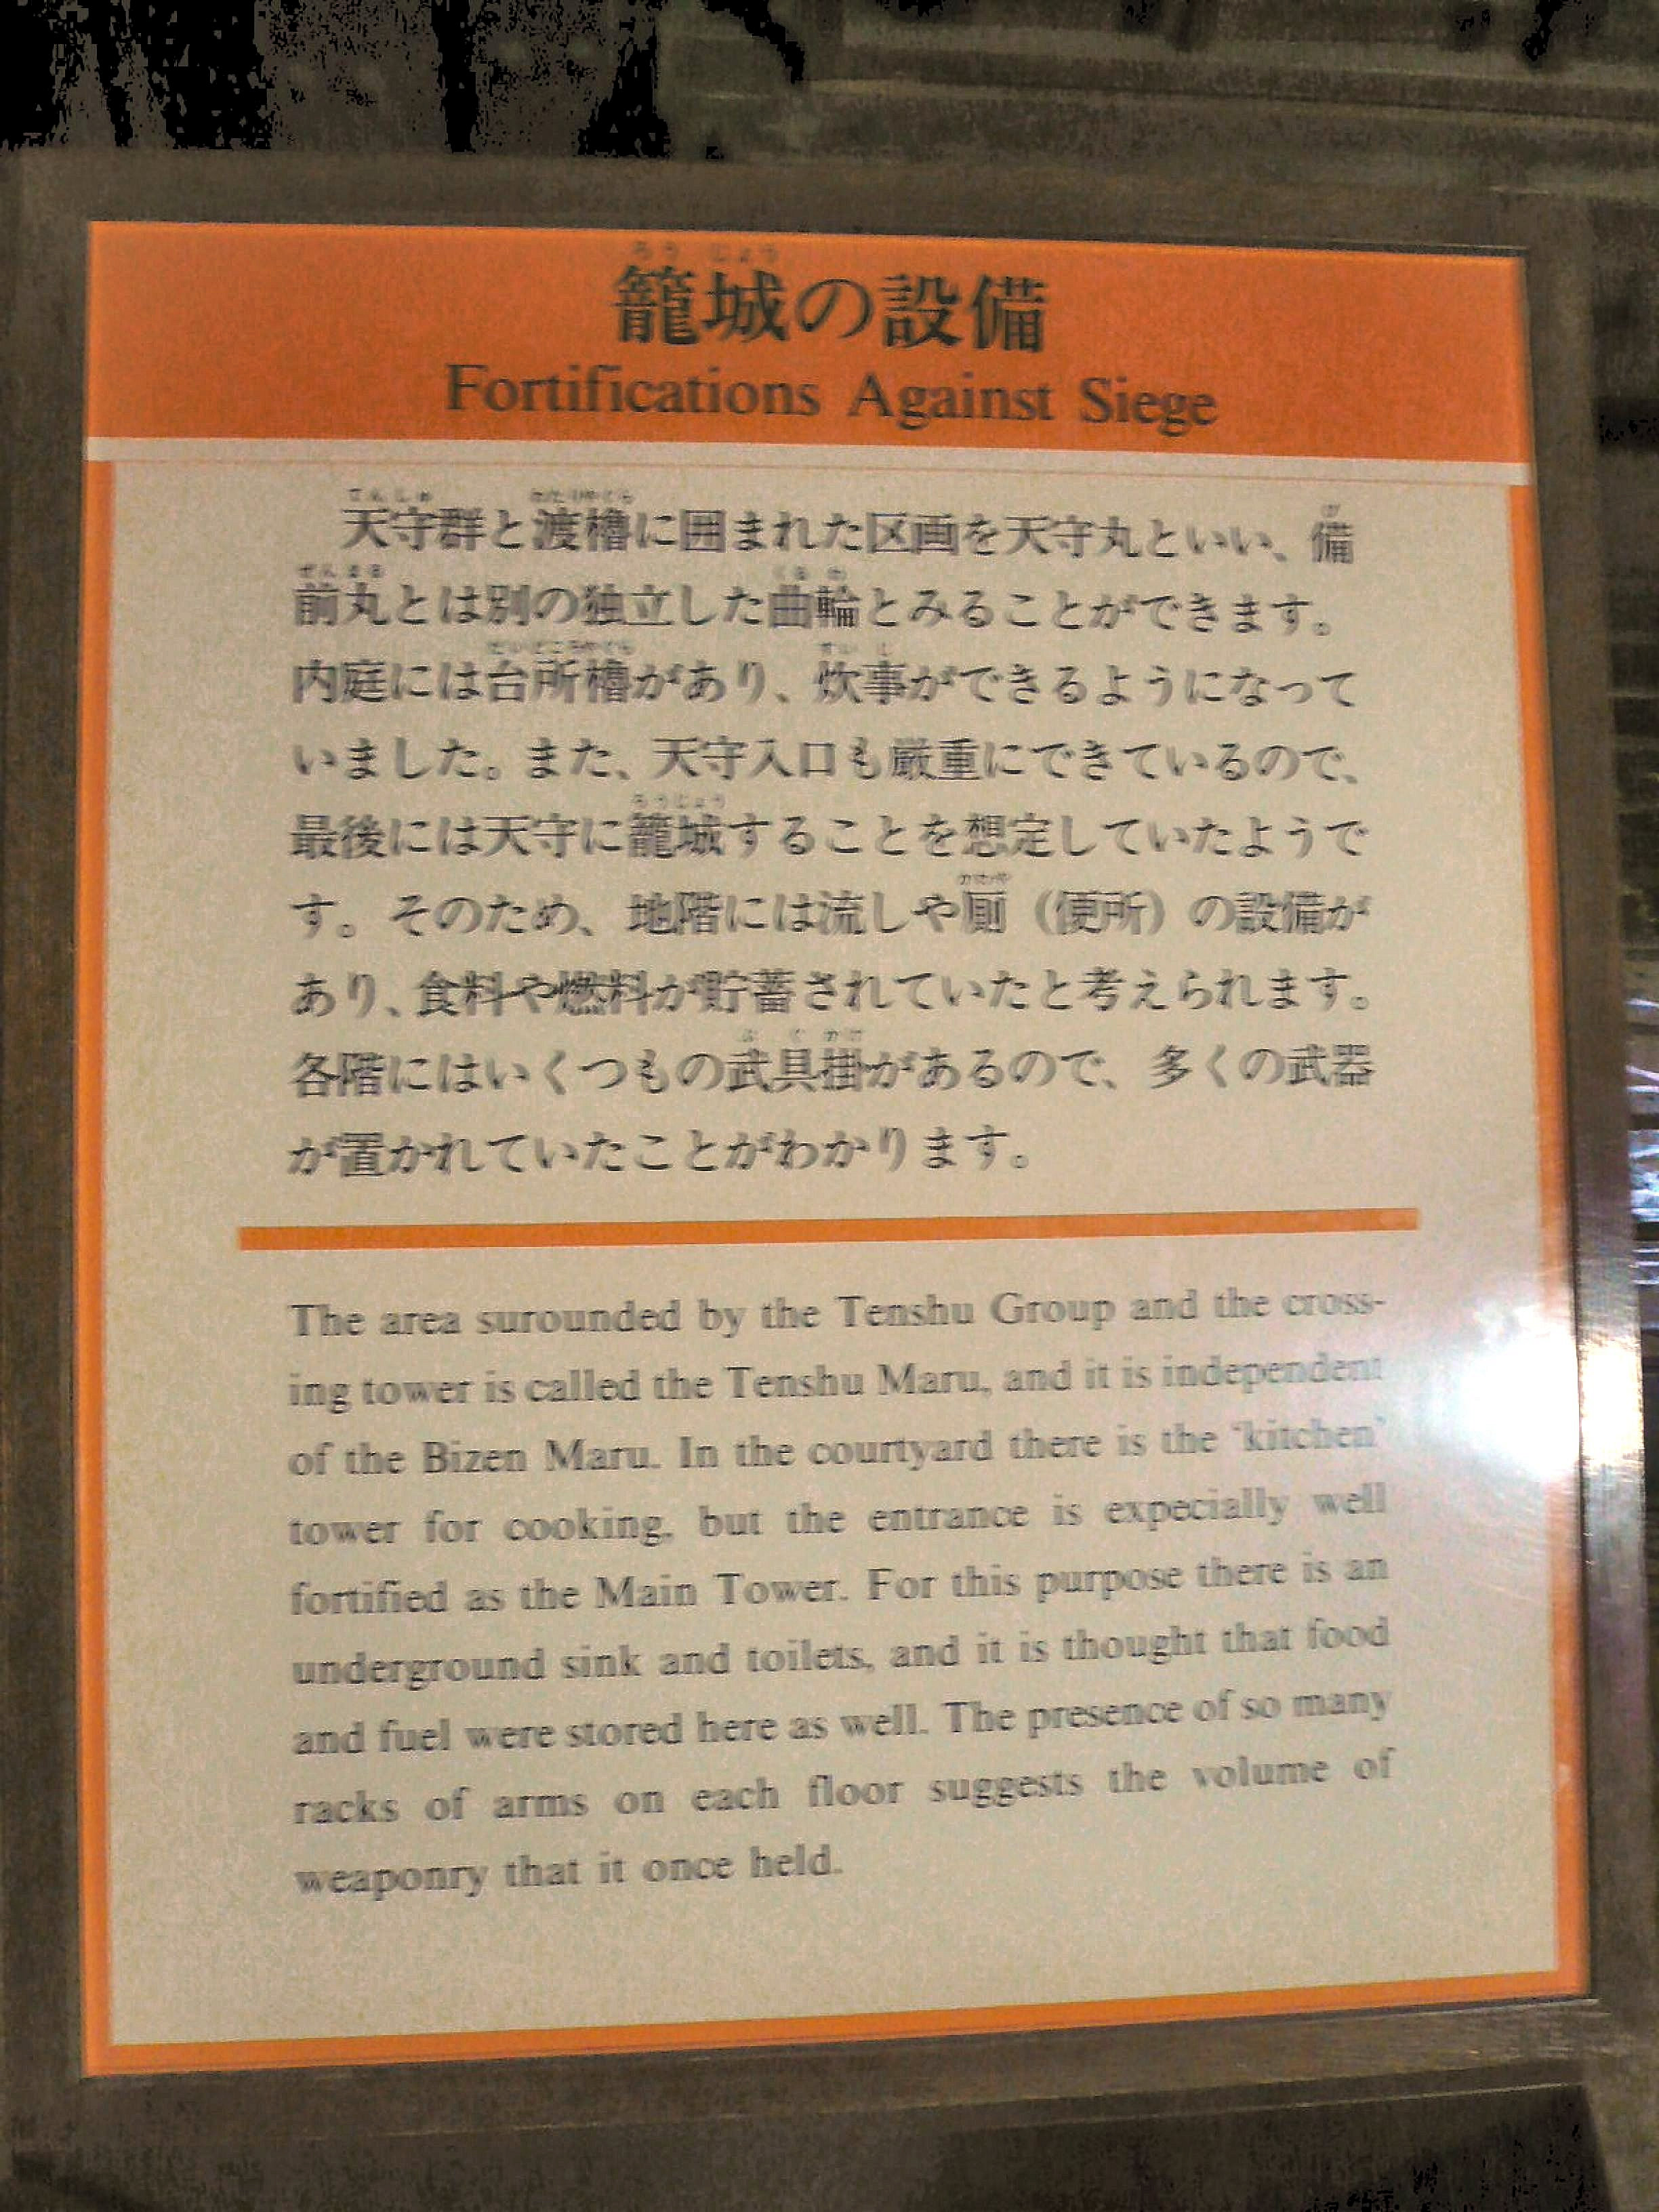 籠城の設備
Fortifications Against Siege
天守群と渡櫓に囲まれた区画を天守丸といい、備
前丸とは別の独立した曲輪とみることができます。
内庭には台所櫓があり、炊事ができるようになって
いました。また、天守入口も厳重にできているので、
最後には天守に籠城することを想定していたようで
す。そのため、地階には流しや厠（便所）の設備が
あり、食料や燃料が貯蓄されていたと考えられます。
各階にはいくつもの武具掛があるので、多くの武器
が置かれていたことがわかります。
The area surounded by the Tenshu Group and the cross-
ing tower is called the Tenshu Maru, and it is independent
of the Bizen Maru. In the courtyard there is the "kitchen"
tower for cooking, but the entrance is expecially well
fortified as the Main Tower. For this purpose there is an
underground sink and toilets, and it is thought that food
and fuel were stored here as well. The presence of so many
racks of arms on each floor suggests the volume of
weaponry that it once held.